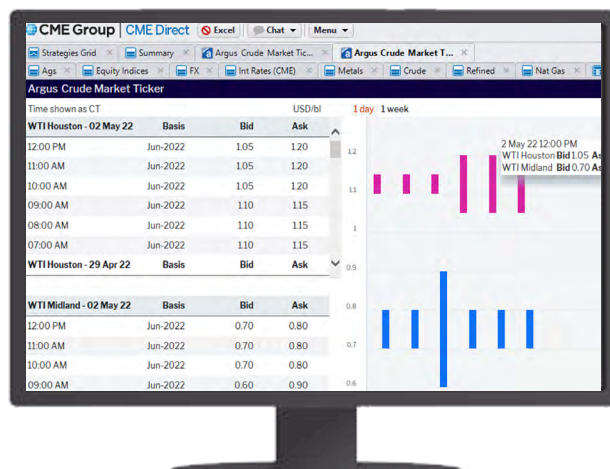 CME Group | CME Direct Excel Chat Menu
Strategies Grid Summary Argus Crude Market Tic... Argus Crude Market T...
Ags Equity Indices FX Int Rates (CME) Metals Crude Refined Nat Gas
Argus Crude Market Ticker
Time shown as CT USD/bl 1 day 1 week
WTI Houston - 02 May 22 Basis Bid Ask
12:00 PM Jun-2022 1.05 1.20
11:00 AM Jun-2022 1.05 1.20
10:00 AM Jun-2022 1.05 1.20
09:00 AM Jun-2022 1.10 1.15
08:00 AM Jun-2022 1.10 1.15
07:00 AM Jun-2022 1.10 1.15
WTI Houston - 29 Apr 22 Basis Bid Ask
WTI Midland - 02 May 22 Basis Bid Ask
12:00 PM Jun-2022 0.70 0.80
11:00 AM Jun-2022 0.70 0.80
10:00 AM Jun-2022 0.70 0.80
09:00 AM Jun-2022 0.60 0.90
12
11
1
0.9
0.8
0.7
0.6
2 May 22 12:00 PM
WTI Houston Bid 1.05 As
WTI Midland Bid 0.70 As